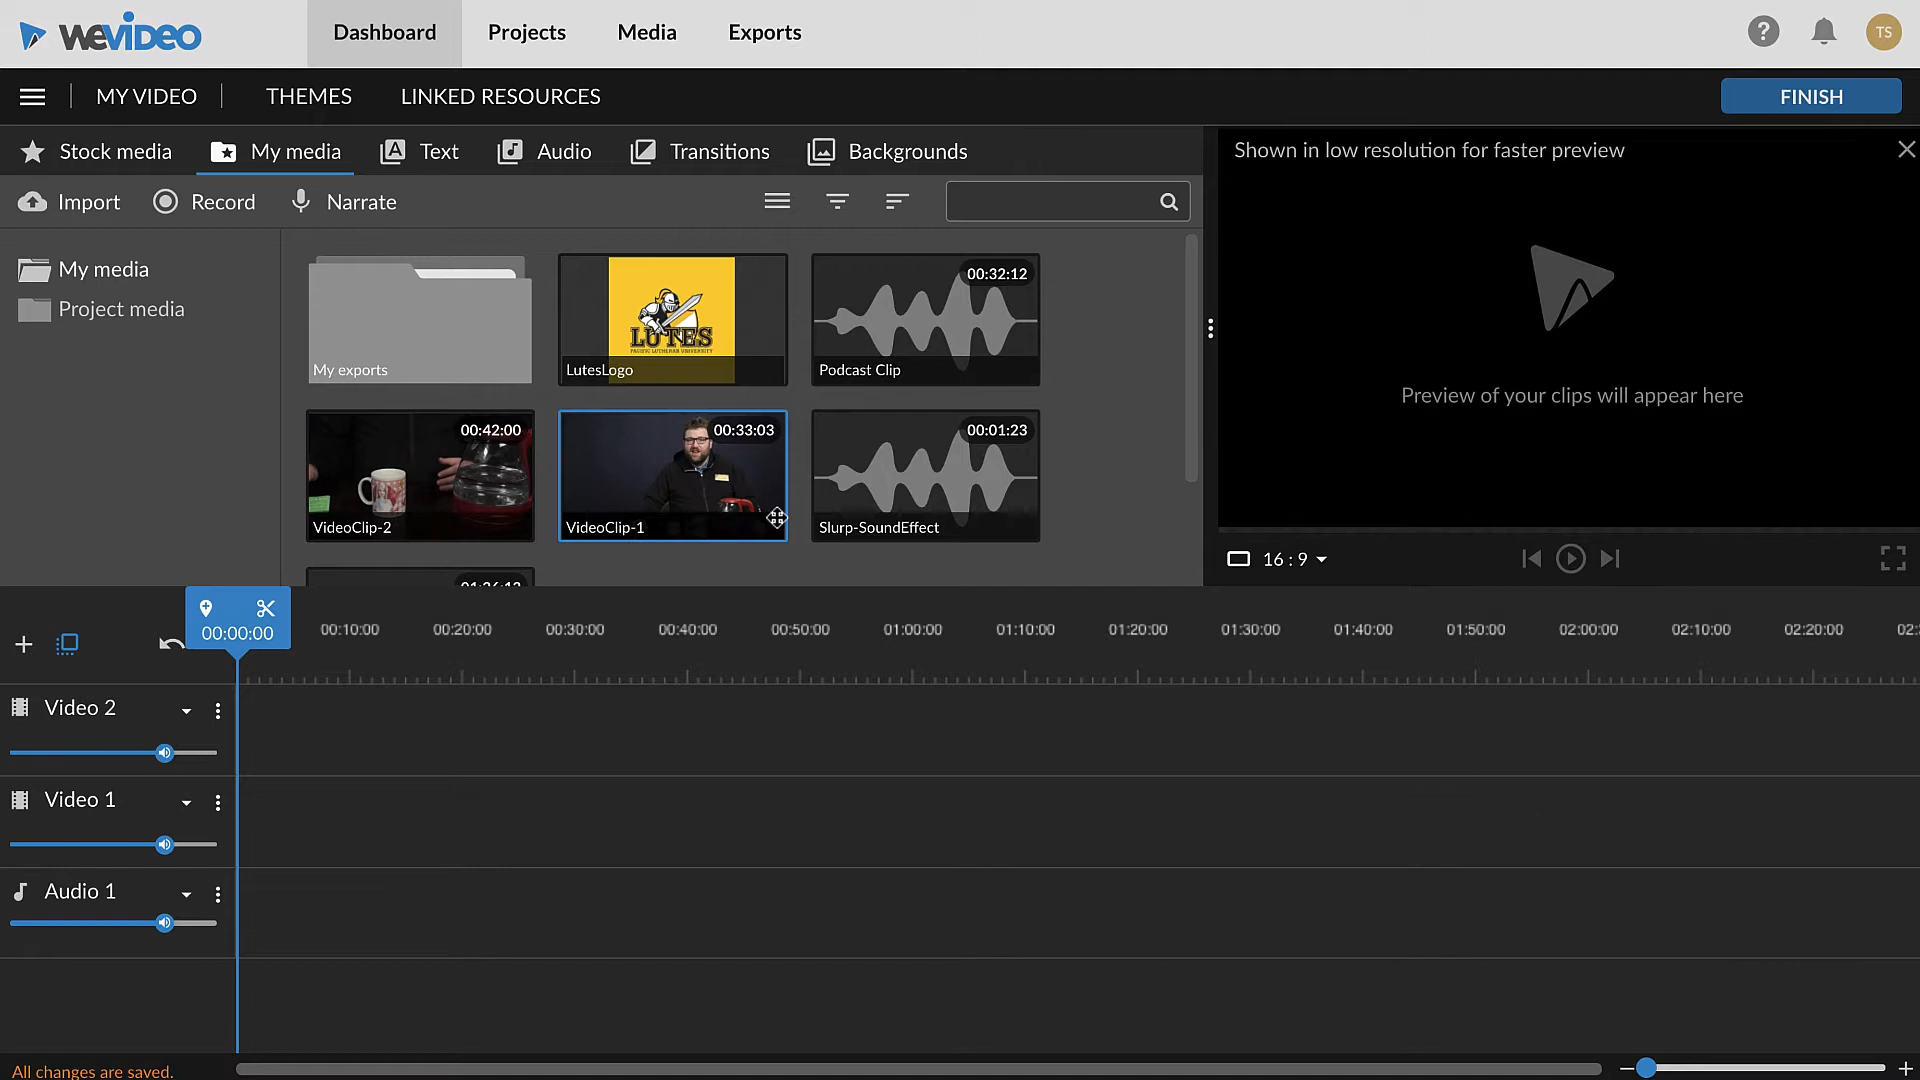 WEVIDEO
Dashboard
Projects
Media
Exports
?
TS
MY VIDEO
THEMES
LINKED RESOURCES
FINISH
Stock media
My media
Text
Audio
Transitions
Backgrounds
Shown in low resolution for faster preview
Import
Record
Narrate
My media
Project media
My exports
LUTES
PACIFIC LUTHERAN UNIVERSITY
LutesLogo
00:32:12
Podcast Clip
00:42:00
VideoClip-2
00:33:03
VideoClip-1
00:01:23
Slurp-SoundEffect
Preview of your clips will appear here
16 : 9
00:00:00
00:10:00
00:20:00
00:30:00
00:40:00
00:50:00
01:00:00
01:10:00
01:20:00
01:30:00
01:40:00
01:50:00
02:00:00
02:10:00
02:20:00
Video 2
Video 1
Audio 1
All changes are saved.